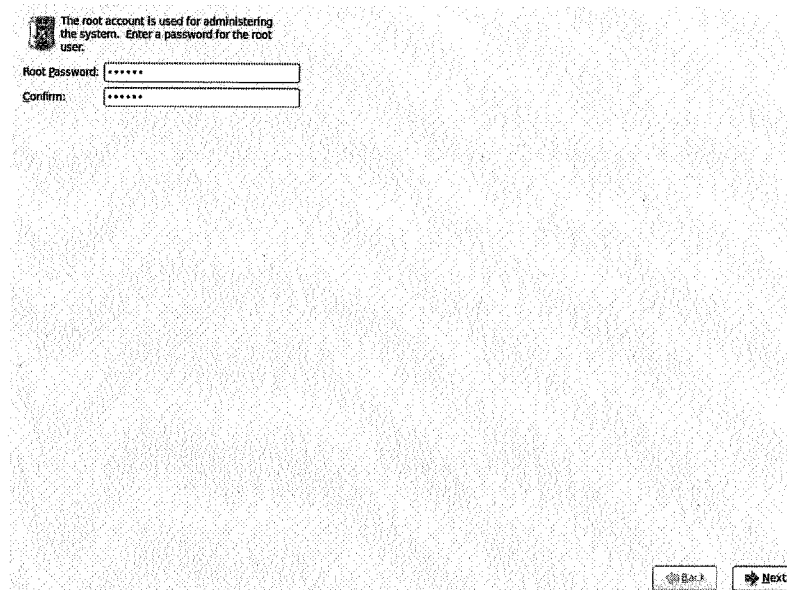 The root account is used for administering
the system. Enter a password for the root
user.
Root Password: ••••••
Confirm: ••••••
Back Next